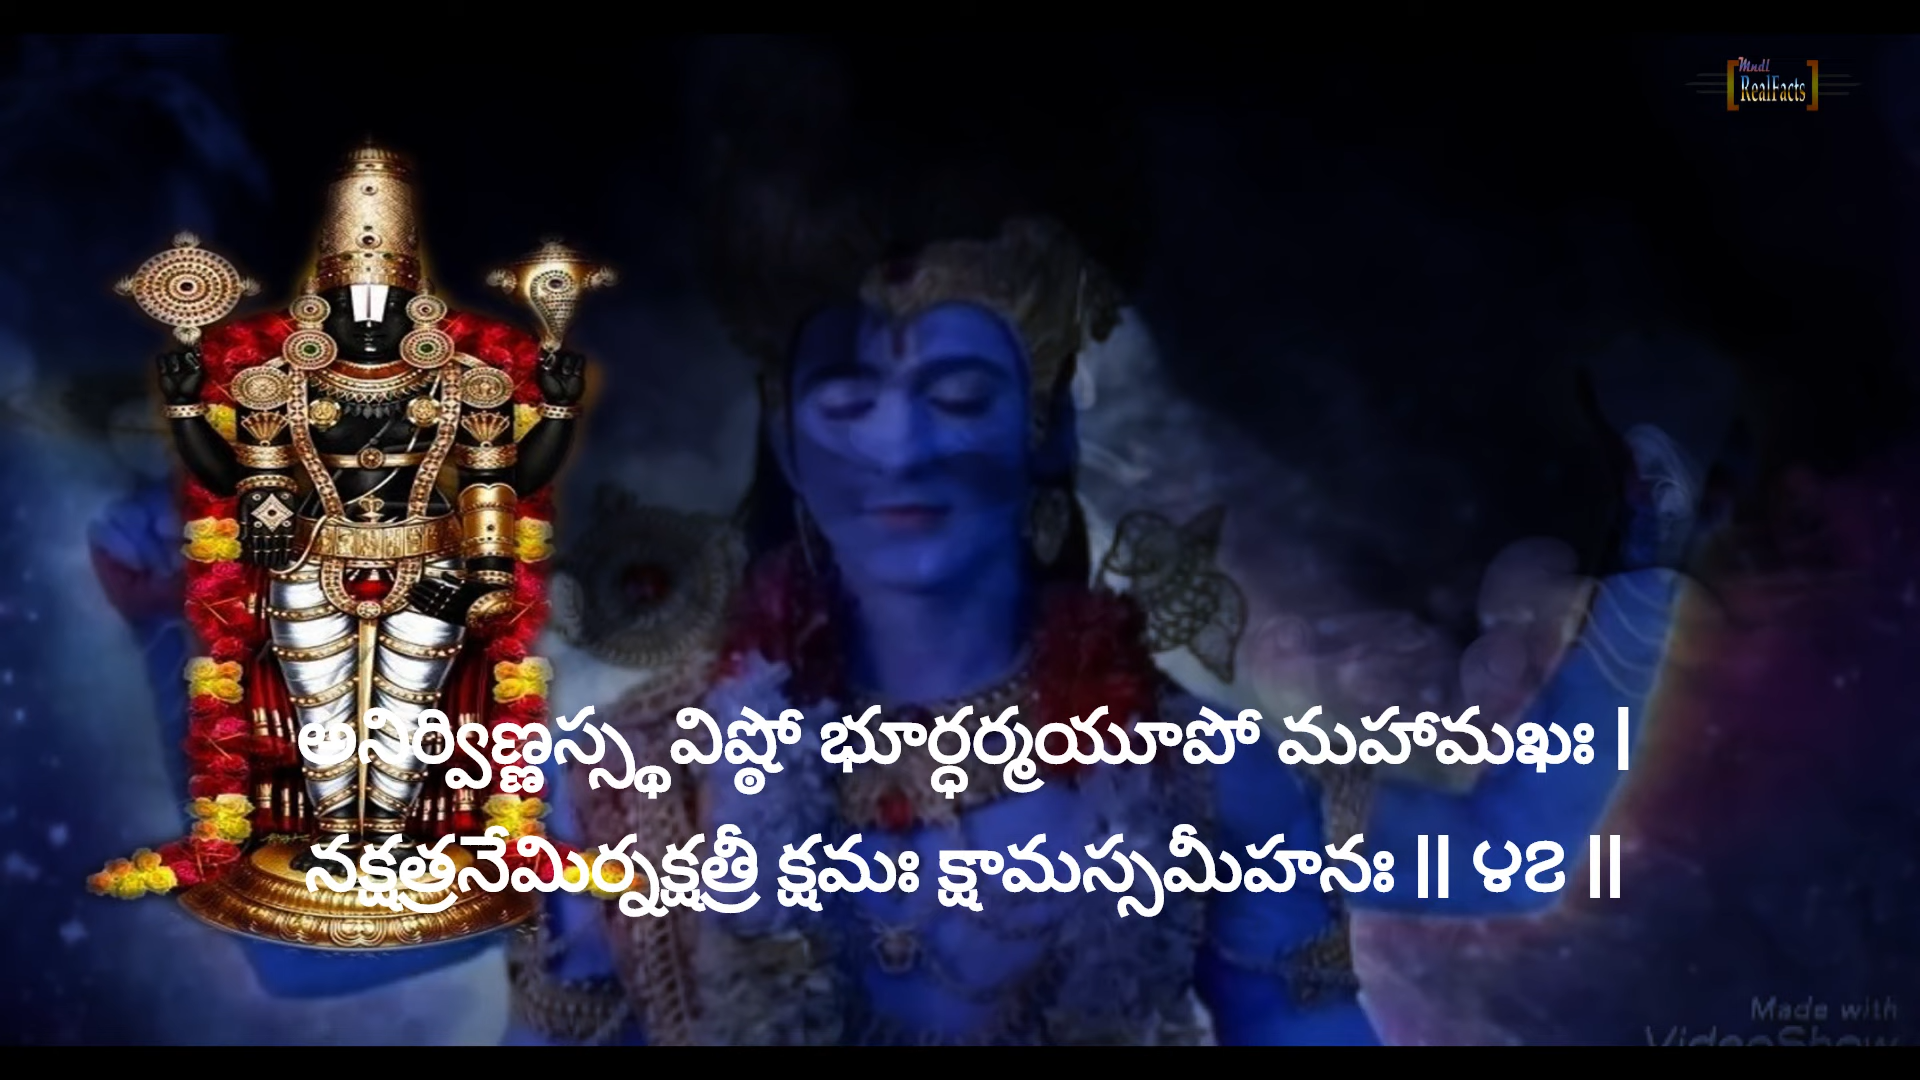 Mndl
RealFacts
అనిర్విణ్ణస్స్థవిష్ఠో భూర్ధర్మయూపో మహామఖః |
నక్షత్రనేమిర్నక్షత్రీ క్షమః క్షామస్సమీహనః || ౪౭ ||
Made with
VideoShow